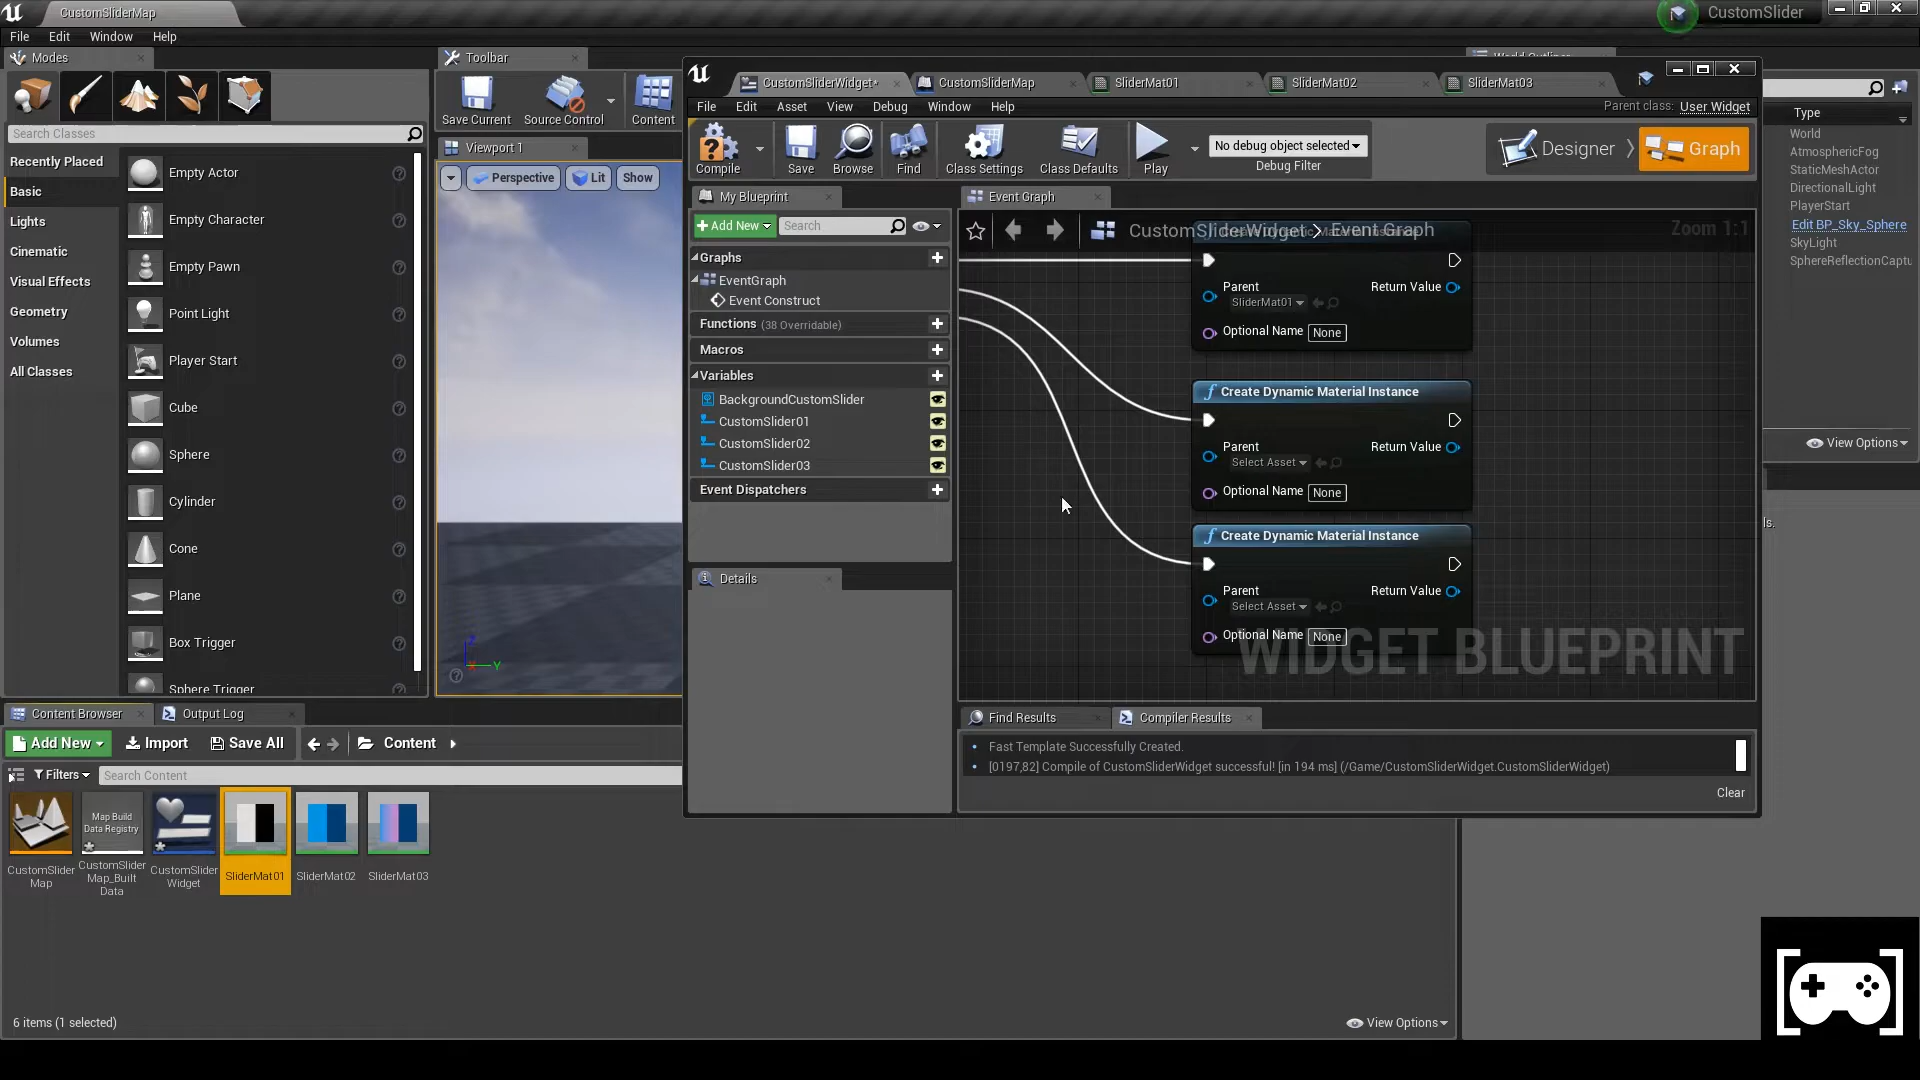 CustomSliderMap
CustomSlider
File Edit Window Help
Modes
Toolbar
Search Classes
Save Current
Source Control
Content
Recently Placed
Basic
Lights
Cinematic
Visual Effects
Geometry
Volumes
All Classes
Empty Actor
Empty Character
Empty Pawn
Point Light
Player Start
Cube
Sphere
Cylinder
Cone
Plane
Box Trigger
Sphere Trigger
Viewport 1
Perspective
Lit
Show
CustomSliderWidget*
CustomSliderMap
SliderMat01
SliderMat02
SliderMat03
File Edit Asset View Debug Window Help
Parent class: User Widget
Compile
Save
Browse
Find
Class Settings
Class Defaults
Play
No debug object selected
Debug Filter
Designer
Graph
My Blueprint
Add New
Search
Graphs
EventGraph
Event Construct
Functions (38 Overridable)
Macros
Variables
BackgroundCustomSlider
CustomSlider01
CustomSlider02
CustomSlider03
Event Dispatchers
Details
Event Graph
CustomSliderWidget > Event Graph
Zoom 1:1
Parent
SliderMat01
Return Value
Optional Name None
Create Dynamic Material Instance
Parent
Select Asset
Return Value
Optional Name None
Create Dynamic Material Instance
Parent
Select Asset
Return Value
Optional Name None
WIDGET BLUEPRINT
Find Results
Compiler Results
Fast Template Successfully Created.
[0197,82] Compile of CustomSliderWidget successful! [in 194 ms] (/Game/CustomSliderWidget.CustomSliderWidget)
Clear
Type
World
AtmosphericFog
StaticMeshActor
DirectionalLight
PlayerStart
Edit BP_Sky_Sphere
SkyLight
SphereReflectionCaptu
View Options
ls.
Content Browser
Output Log
Add New
Import
Save All
Content
Filters
Search Content
Map Build
Data Registry
CustomSlider
Map
CustomSlider
Map_Built
Data
CustomSlider
Widget
SliderMat01
SliderMat02
SliderMat03
6 items (1 selected)
View Options